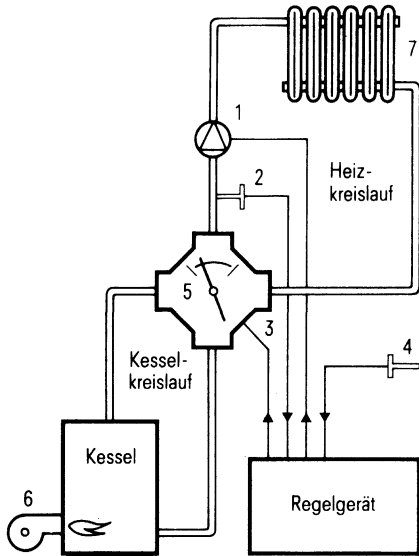 7
1
Heiz-
kreislauf
2
5
3
Kessel-
kreislauf
4
Kessel
6
Regelgerät